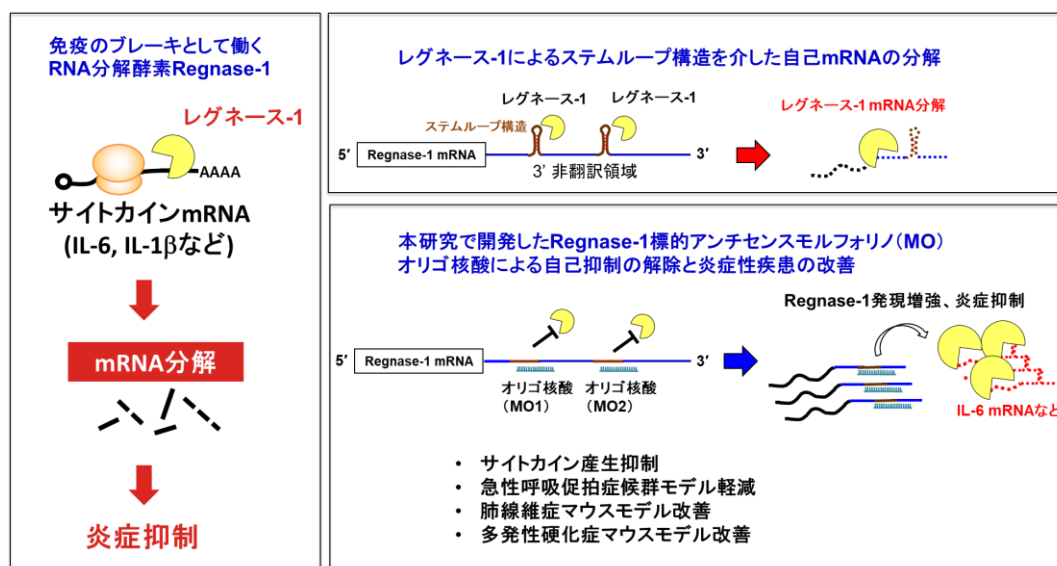 免疫のブレーキとして働く
RNA分解酵素Regnase-1
レグネース-1
AAAA
サイトカインmRNA
(IL-6, IL-1βなど)
mRNA分解
炎症抑制
レグネース-1によるステムループ構造を介した自己mRNAの分解
レグネース-1
レグネース-1
ステムループ構造
5′
Regnase-1 mRNA
3′
3’ 非翻訳領域
レグネース-1 mRNA分解
本研究で開発したRegnase-1標的アンチセンスモルフォリノ(MO)
オリゴ核酸による自己抑制の解除と炎症性疾患の改善
5′
Regnase-1 mRNA
3′
オリゴ核酸
(MO1)
オリゴ核酸
(MO2)
Regnase-1発現増強、炎症抑制
IL-6 mRNAなど
• サイトカイン産生抑制
• 急性呼吸促拍症候群モデル軽減
• 肺線維症マウスモデル改善
• 多発性硬化症マウスモデル改善